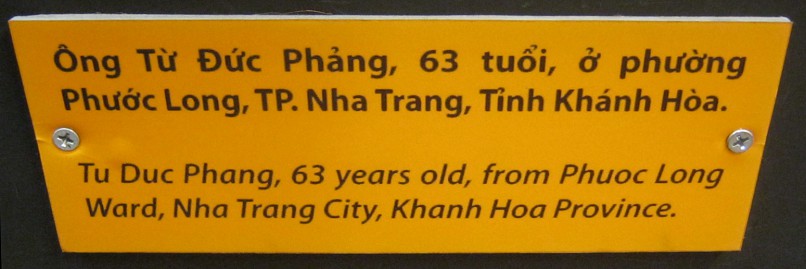 Ông Từ Đức Phảng, 63 tuổi, ở phường
Phước Long, TP. Nha Trang, Tỉnh Khánh Hòa.
Tu Duc Phang, 63 years old, from Phuoc Long
Ward, Nha Trang City, Khanh Hoa Province.